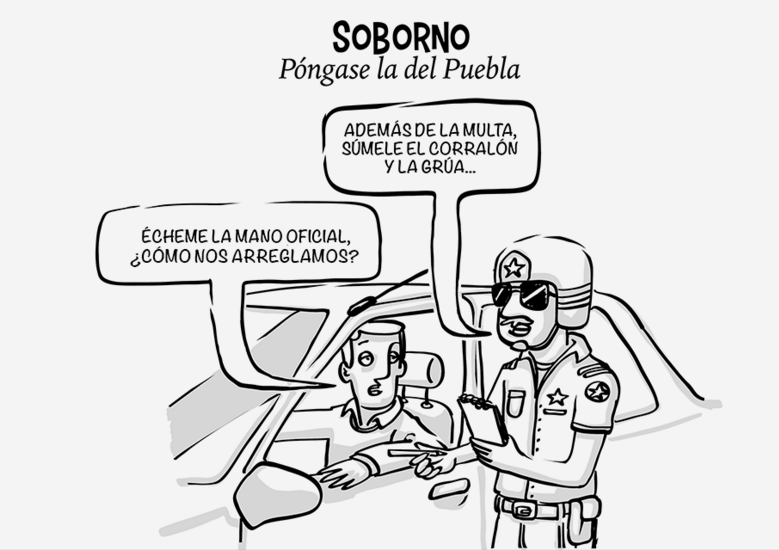 SOBORNO
Póngase la del Puebla
ADEMÁS DE LA MULTA,
SÚMELE EL CORRALÓN
Y LA GRÚA...
ÉCHEME LA MANO OFICIAL,
¿CÓMO NOS ARREGLAMOS?